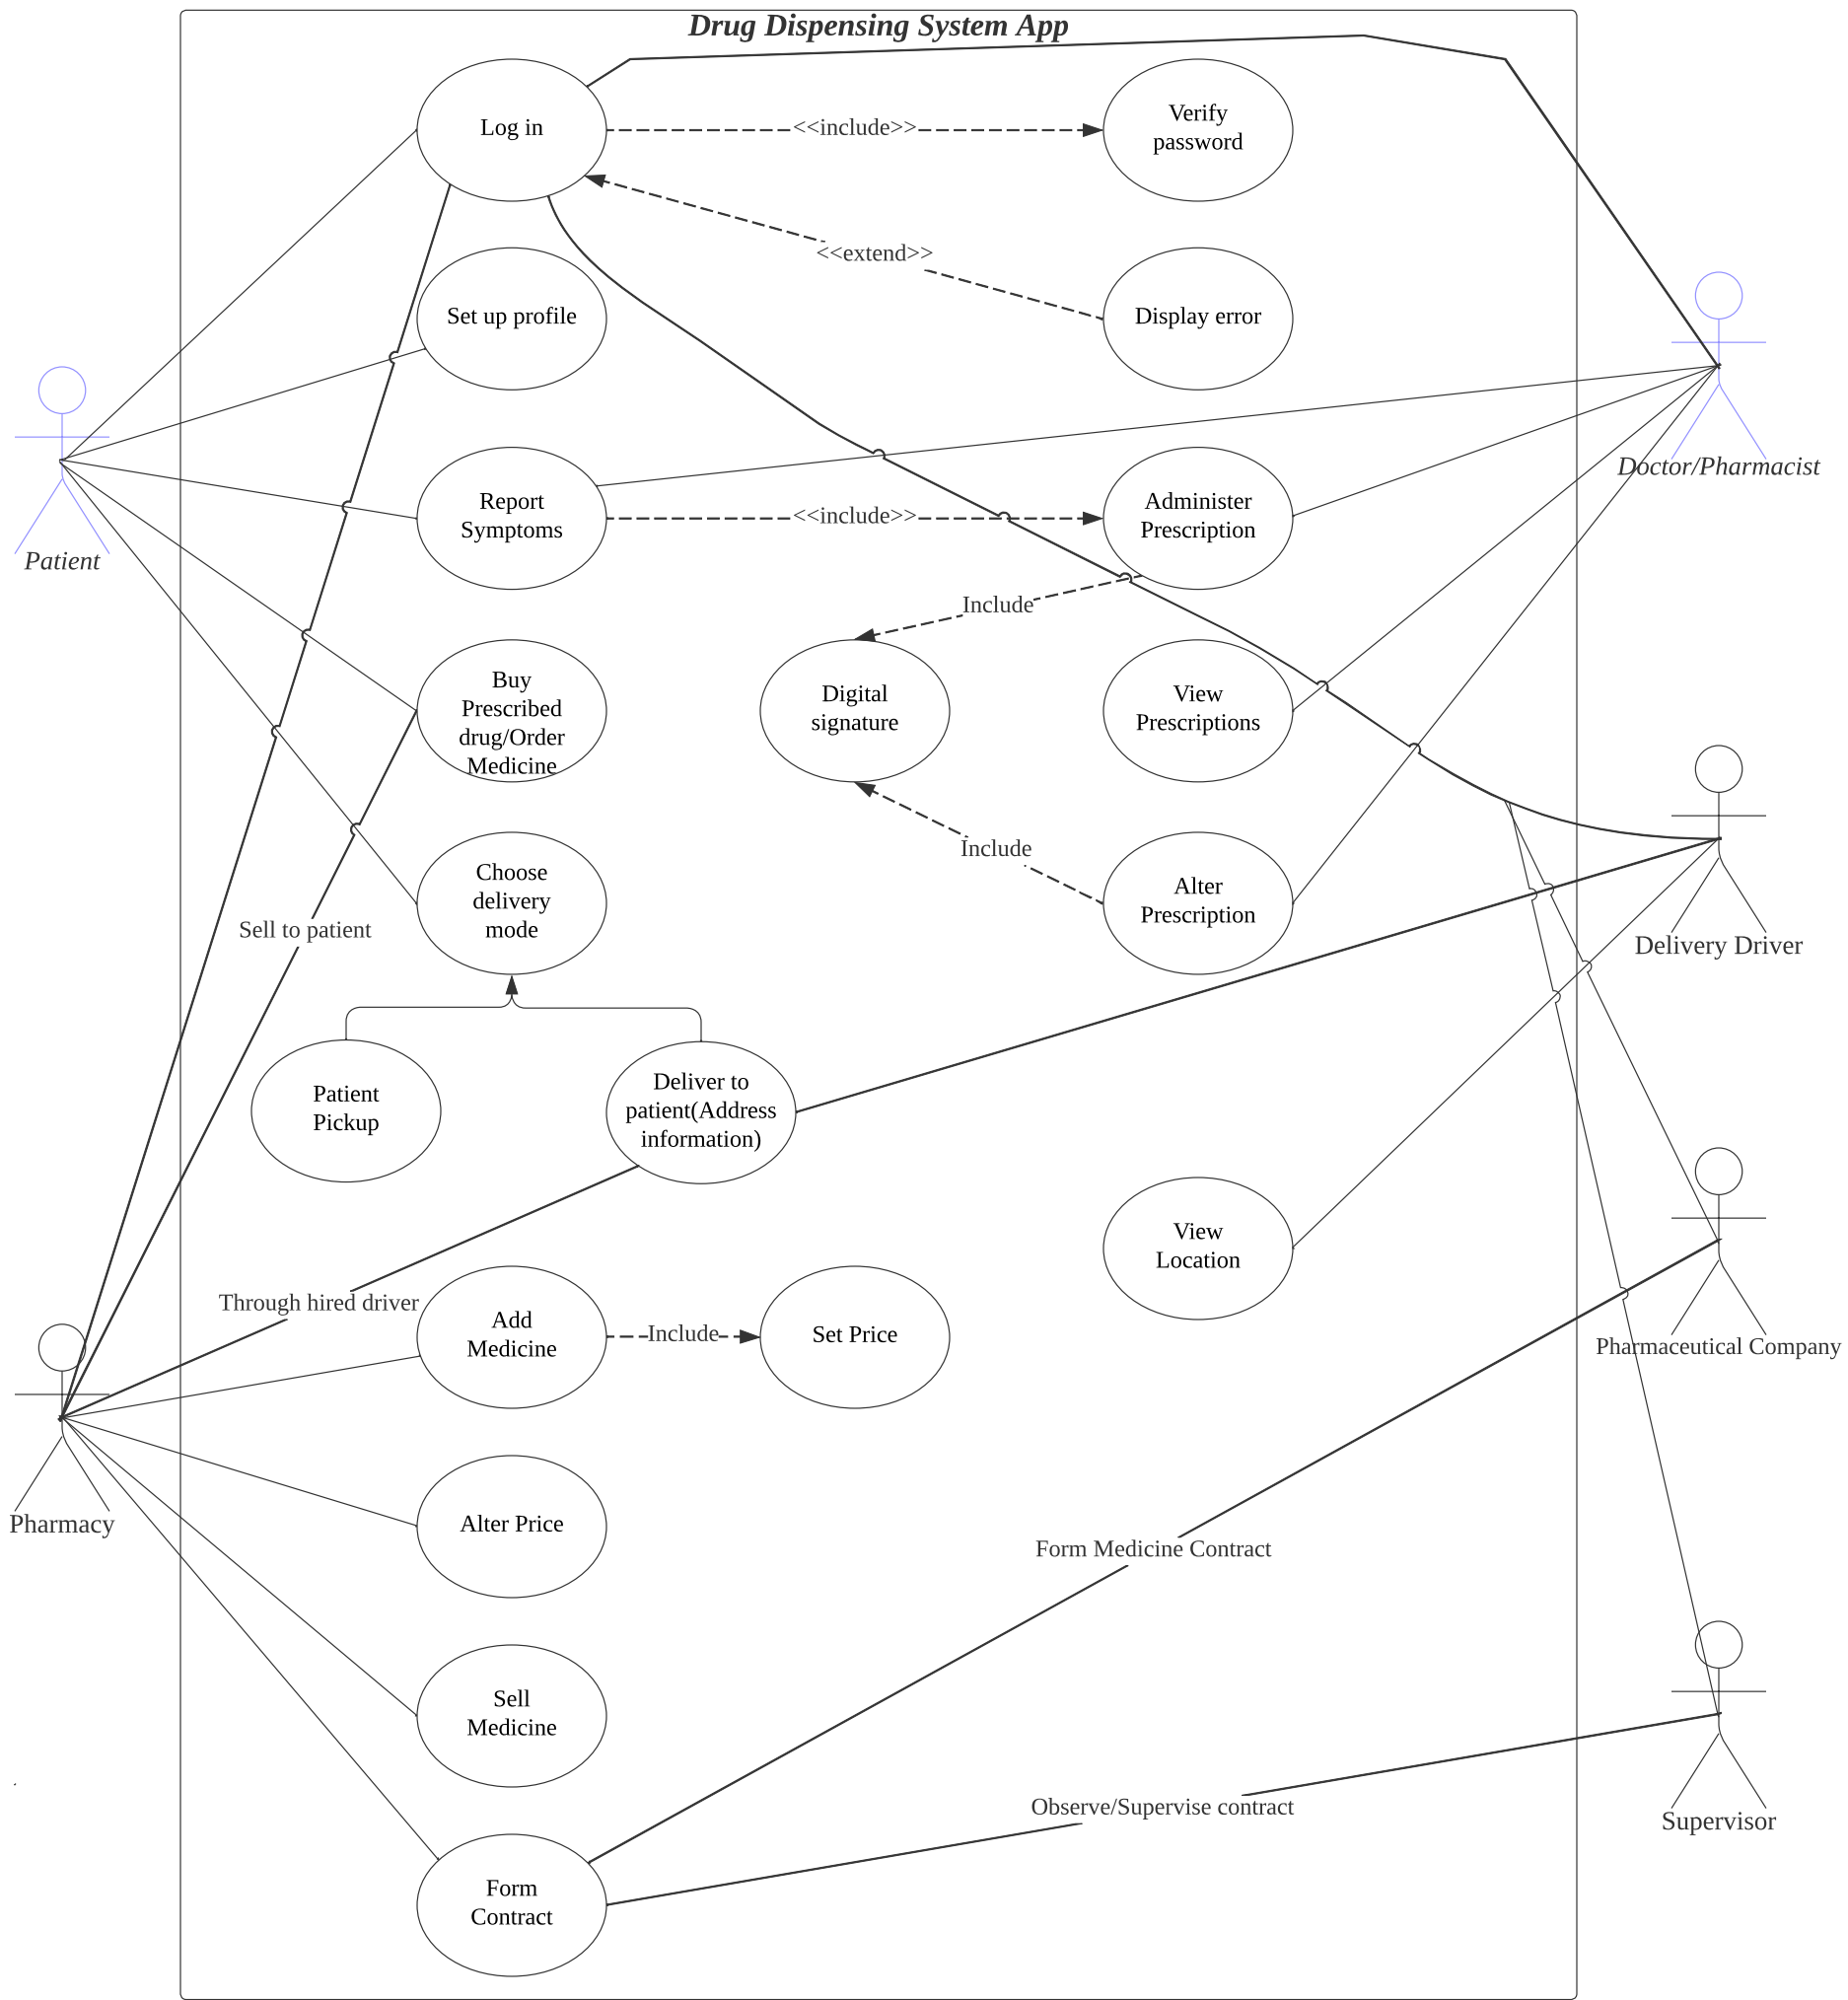 Drug Dispensing System App
Log in
<<include>>
Verify
password
<<extend>>
Set up profile
Display error
Doctor/Pharmacist
Patient
Report
Symptoms
<<include>>
Administer
Prescription
Include
Buy
Prescribed
drug/Order
Medicine
Digital
signature
View
Prescriptions
Include
Choose
delivery
mode
Alter
Prescription
Sell to patient
Delivery Driver
Patient
Pickup
Deliver to
patient(Address
information)
View
Location
Through hired driver
Add
Medicine
Include
Set Price
Pharmaceutical Company
Pharmacy
Alter Price
Form Medicine Contract
Sell
Medicine
Observe/Supervise contract
Supervisor
Form
Contract